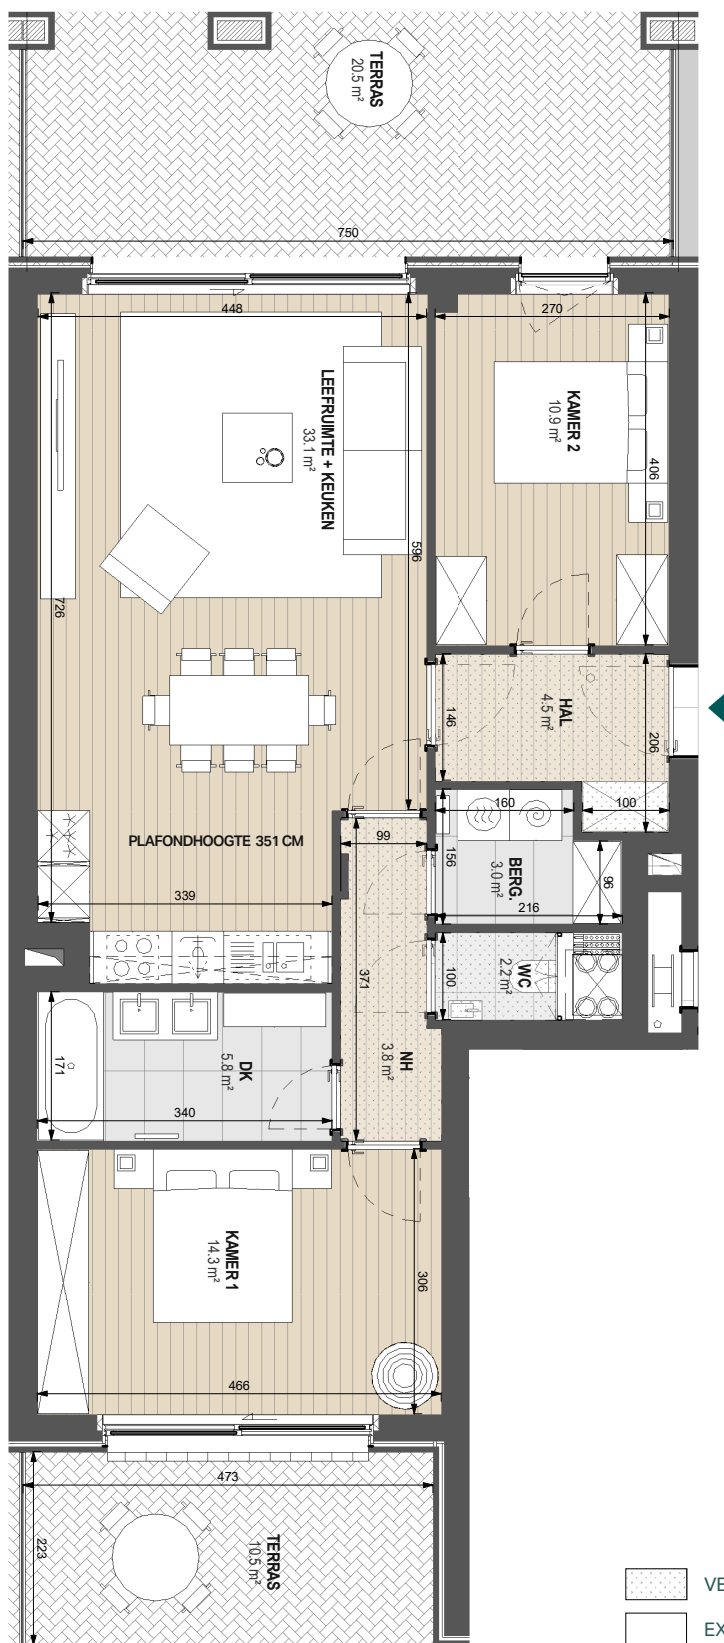 TERRAS
20.5 m²
750
448
270
LEEFRUIMTE + KEUKEN
33.1 m²
KAMER 2
10.9 m²
406
596
726
HAL
4.5 m²
146
206
160
100
PLAFONDHOOGTE 351 CM
99
156
BERG.
3.0 m²
96
339
216
371
100
WC
2.2 m²
NH
3.8 m²
DK
5.8 m²
171
340
KAMER 1
14.3 m²
306
466
473
TERRAS
10.5 m²
223
VE
EX